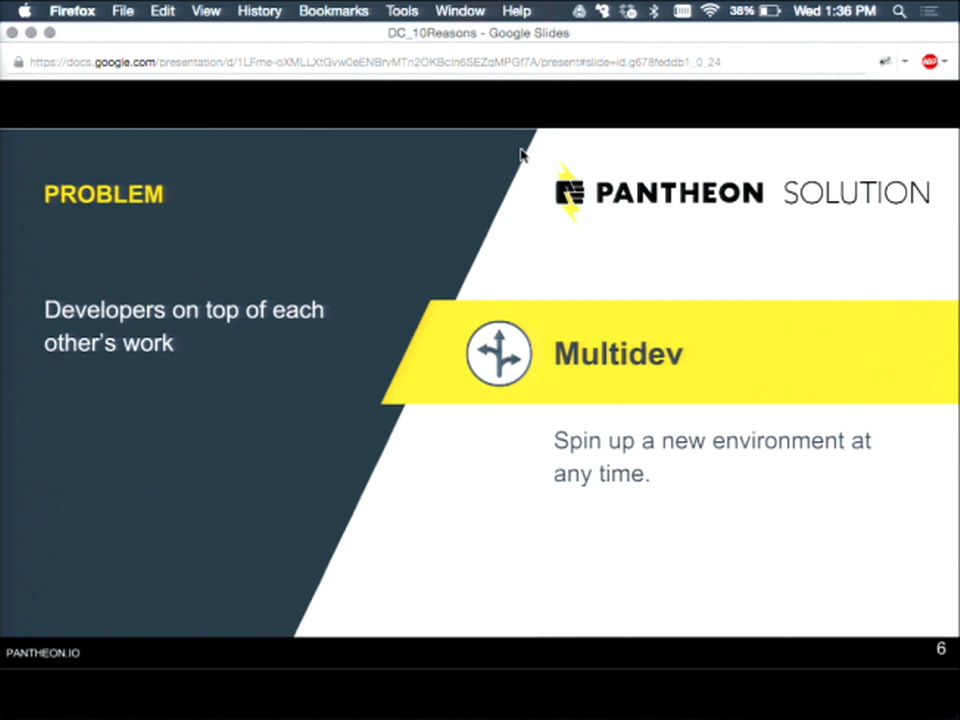 Firefox File Edit View History Bookmarks Tools Window Help 38% Wed 1:36 PM
DC_10Reasons - Google Slides
PROBLEM
PANTHEON SOLUTION
Developers on top of each
other's work
Multidev
Spin up a new environment at
any time.
PANTHEON.IO
6